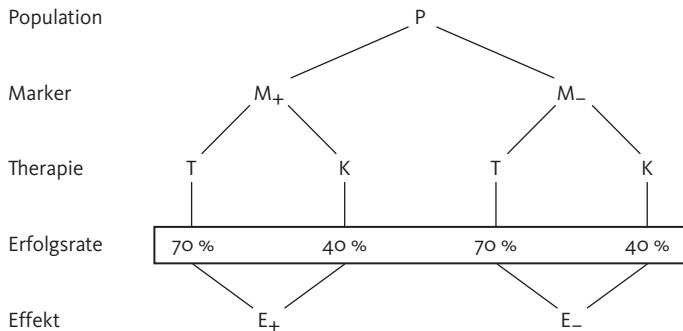 Population P
Marker M+ M–
Therapie T K T K
Erfolgsrate 70 % 40 % 70 % 40 %
Effekt E+ E–